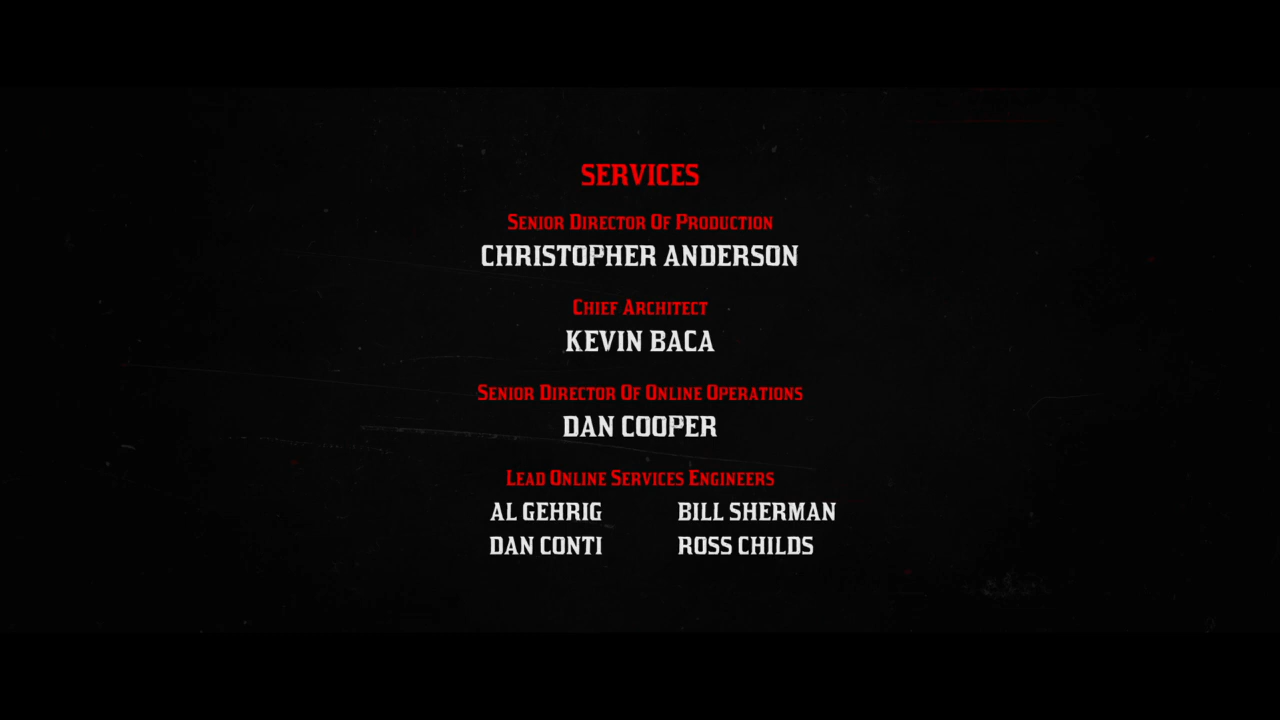 SERVICES
Senior Director Of Production
CHRISTOPHER ANDERSON
Chief Architect
KEVIN BACA
Senior Director Of Online Operations
DAN COOPER
Lead Online Services Engineers
AL GEHRIG BILL SHERMAN
DAN CONTI ROSS CHILDS